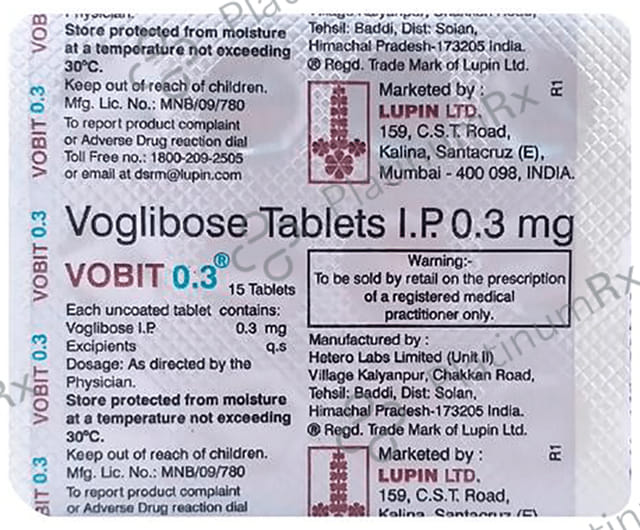 Physician.
Store protected from moisture
at a temperature not exceeding
30°C.
Keep out of reach of children.
Mfg. Lic. No.: MNB/09/780
To report product complaint
or Adverse Drug reaction dial
Toll Free no.: 1800-209-2505
or email at dsrm@lupin.com
Village Kalyanpur, Chakkan Road,
Tehsil: Baddi, Dist: Solan,
Himachal Pradesh-173205 India.
® Regd. Trade Mark of Lupin Ltd.
Marketed by :
LUPIN LTD.
159, C.S.T. Road,
Kalina, Santacruz (E),
Mumbai - 400 098, INDIA.
R1
Voglibose Tablets I.P. 0.3 mg
VOBIT 0.3®
15 Tablets
Each uncoated tablet contains:
Voglibose I.P. 0.3 mg
Excipients q.s
Dosage: As directed by the
Physician.
Store protected from moisture
at a temperature not exceeding
30°C.
Keep out of reach of children.
Mfg. Lic. No.: MNB/09/780
To report product complaint
or Adverse Drug reaction dial
Warning:-
To be sold by retail on the prescription
of a registered medical
practitioner only.
Manufactured by :
Hetero Labs Limited (Unit II)
Village Kalyanpur, Chakkan Road,
Tehsil: Baddi, Dist: Solan,
Himachal Pradesh-173205 India.
® Regd. Trade Mark of Lupin Ltd.
Marketed by :
LUPIN LTD.
159, C.S.T. Road,
Kalina, Santacruz (E)
R1
VOB
VOBIT 0.3
VOBIT 0.3
VOBIT 0.3
BIT 0.3
PlatinumRx
PlatinumRx
Rx